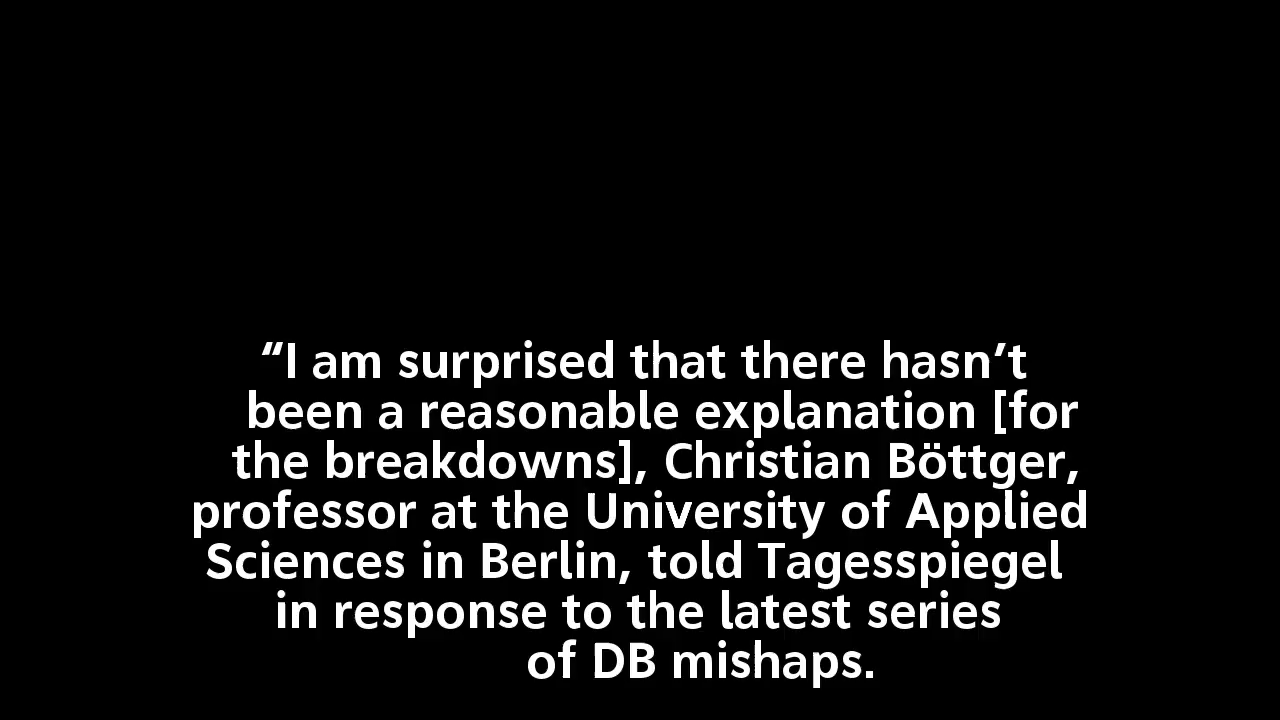 “I am surprised that there hasn’t
been a reasonable explanation [for
the breakdowns], Christian Böttger,
professor at the University of Applied
Sciences in Berlin, told Tagesspiegel
in response to the latest series
of DB mishaps.